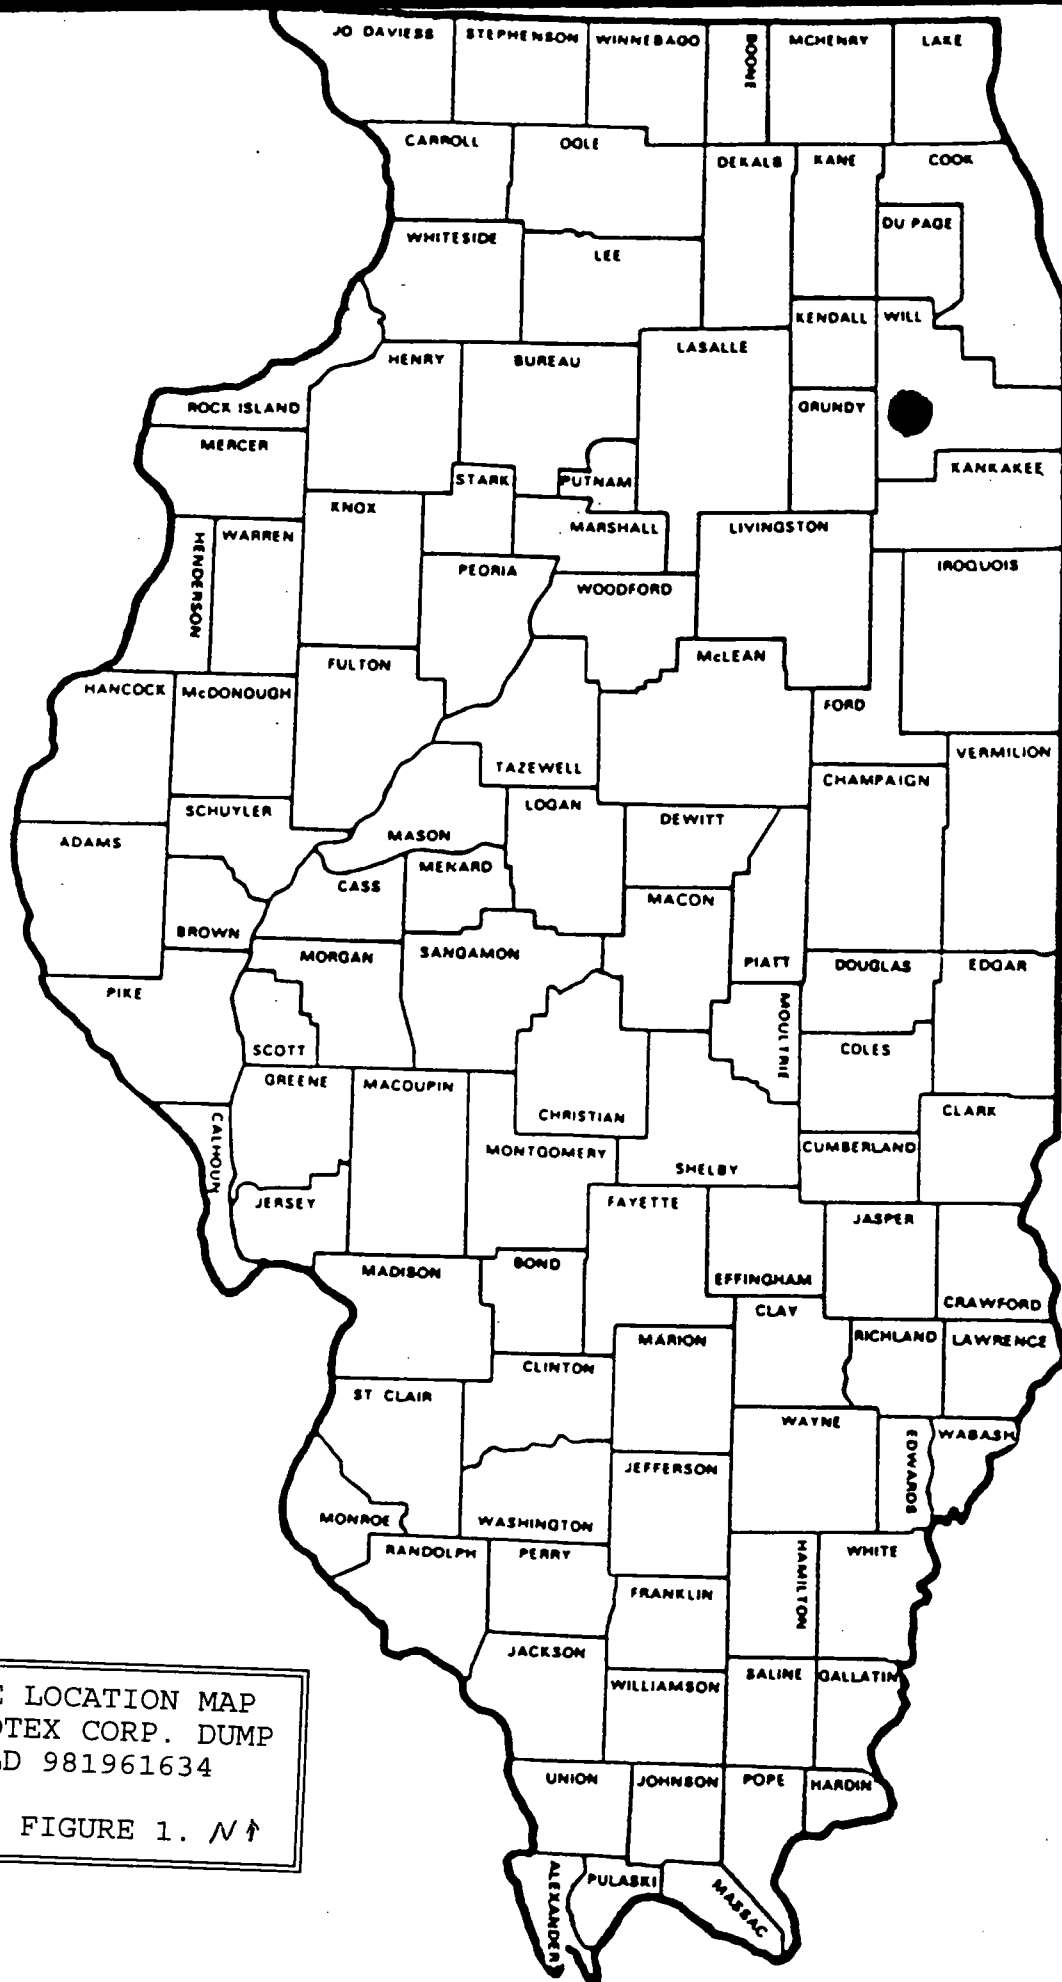 JO DAVIESS STEPHENSON WINNEBAGO BOONE MCHENRY LAKE
CARROLL OGLE DEKALB KANE COOK
DU PAGE
WHITESIDE LEE
KENDALL WILL
HENRY BUREAU LASALLE
ROCK ISLAND GRUNDY
MERCER
STARK PUTNAM KANKAKEE
KNOX MARSHALL LIVINGSTON
HENDERSON WARREN
PEORIA WOODFORD IROQUOIS
FULTON McLEAN
HANCOCK McDONOUGH FORD
TAZEWELL VERMILION
CHAMPAIGN
SCHUYLER LOGAN DEWITT
ADAMS MASON
CASS MENARD MACON
BROWN
MORGAN SANGAMON PIATT DOUGLAS EDGAR
PIKE MOULTRIE
SCOTT COLES
GREENE MACOUPIN
CHRISTIAN CLARK
CALHOUN MONTGOMERY SHELBY CUMBERLAND
JERSEY FAYETTE JASPER
MADISON BOND EFFINGHAM
CLAY CRAWFORD
MARION RICHLAND LAWRENCE
CLINTON
ST CLAIR WAYNE
EDWARDS WABASH
JEFFERSON
MONROE WASHINGTON
RANDOLPH PERRY HAMILTON WHITE
FRANKLIN
JACKSON
WILLIAMSON SALINE GALLATIN
UNION JOHNSON POPE HARDIN
ALEXANDER PULASKI MASSAC
LOCATION MAP
CORP. DUMP
981961634
FIGURE 1. N↑